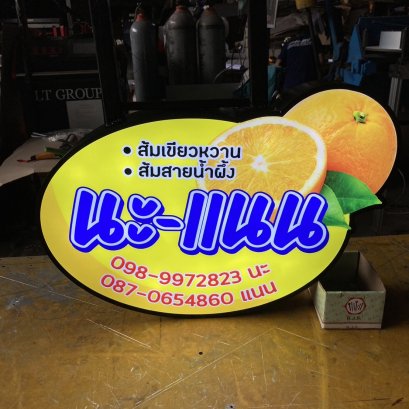 LT GROUP
• ส้มเขียวหวาน
• ส้มสายน้ำผึ้ง
นะ-แนน
098-9972823 นะ
087-0654860 แนน